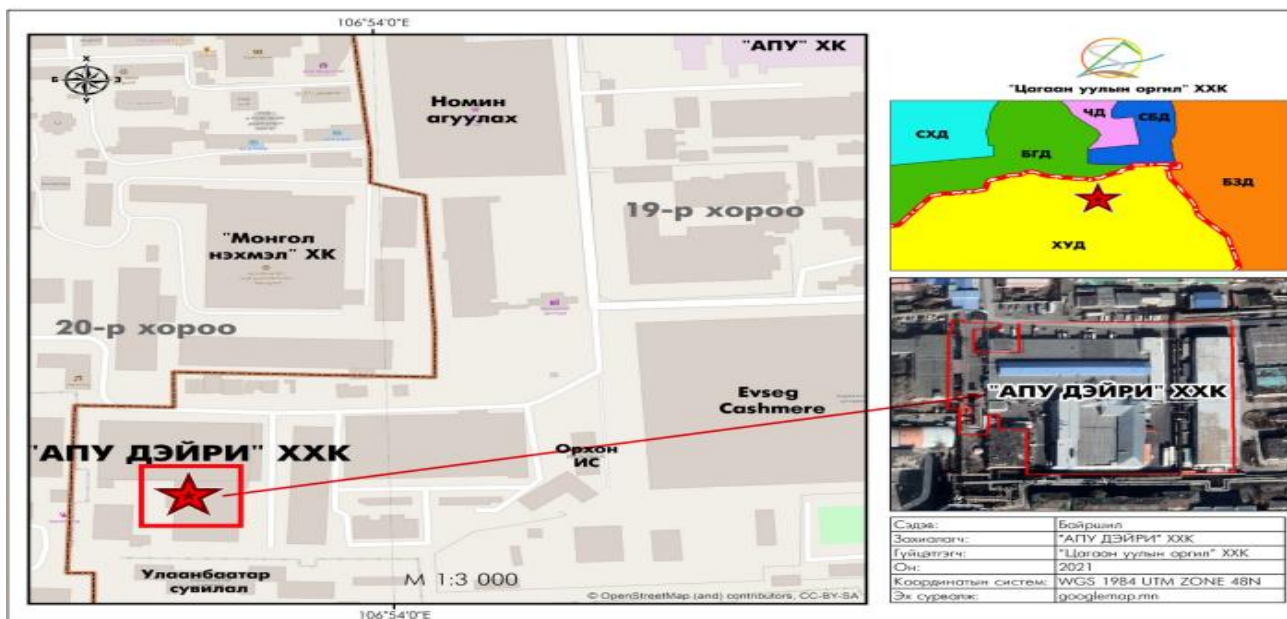 106°54'0"E
Х
Б
З
У
"АПУ" ХК
Номин
агуулах
19-р хороо
"Монгол
нэхмэл" ХК
20-р хороо
Evseg
Cashmere
"АПУ ДЭЙРИ" ХХК
Орхон
ИС
Улаанбаатар
сувилал
М 1:3 000
© OpenStreetMap (and) contributors, CC-BY-SA
106°54'0"E
"Цагаан уулын оргил" ХХК
СХД
БГД
ЧД
СБД
БЗД
ХУД
"АПУ ДЭЙРИ" ХХК
Сэдэв: Байршил
Захиалагч: "АПУ ДЭЙРИ" ХХК
Гүйцэтгэгч: "Цагаан уулын оргил" ХХК
Он: 2021
Координатын систем: WGS 1984 UTM ZONE 48N
Эх сурвалж: googlemap.mn